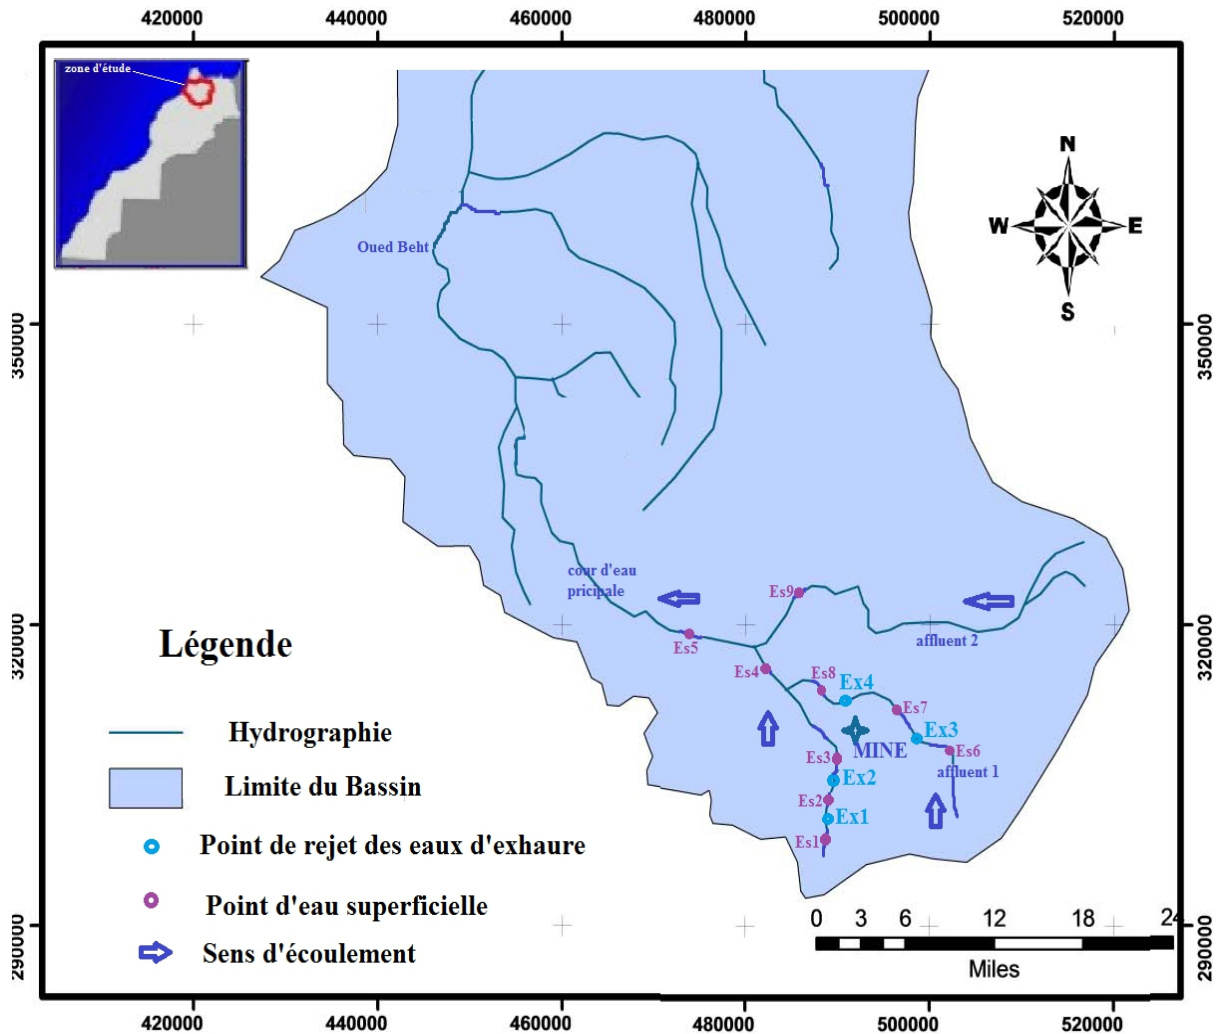 420000 440000 460000 480000 500000 520000
zone d'étude
N
W E
S
Oued Beht
350000 350000
cour d'eau
pricipale
Es9
320000 320000
affluent 2
Es5
Es4
Es8
Ex4
Es7
Ex3
MINE
Es6
affluent 1
Es3
Ex2
Es2
Ex1
Es1
Légende
Hydrographie
Limite du Bassin
Point de rejet des eaux d'exhaure
Point d'eau superficielle
Sens d'écoulement
0 3 6 12 18 24
Miles
290000 290000
420000 440000 460000 480000 500000 520000